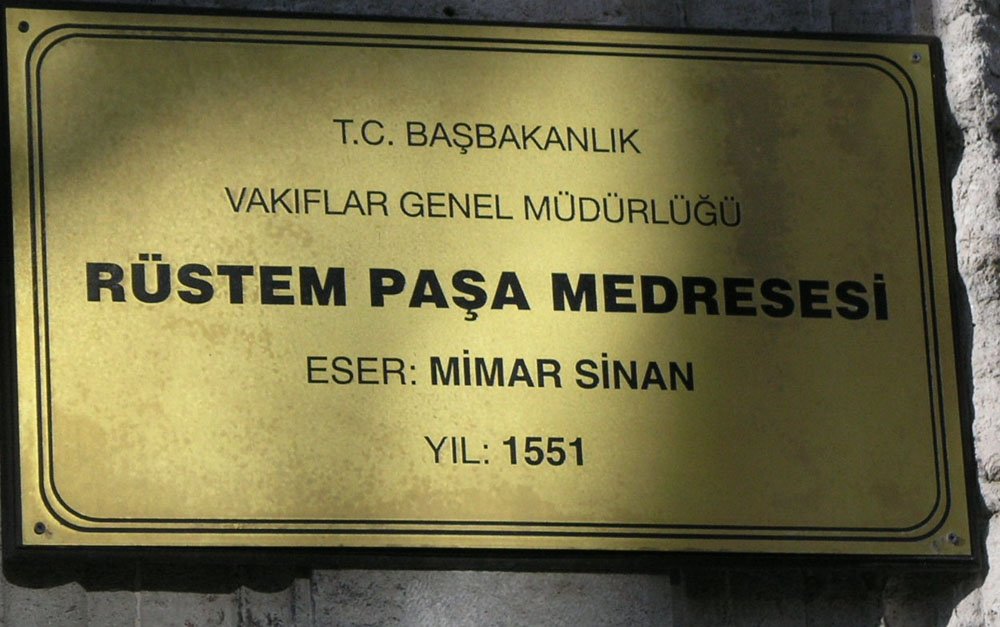 T.C. BAŞBAKANLIK
VAKIFLAR GENEL MÜDÜRLÜĞÜ
RÜSTEM PAŞA MEDRESESİ
ESER: MİMAR SİNAN
YIL: 1551